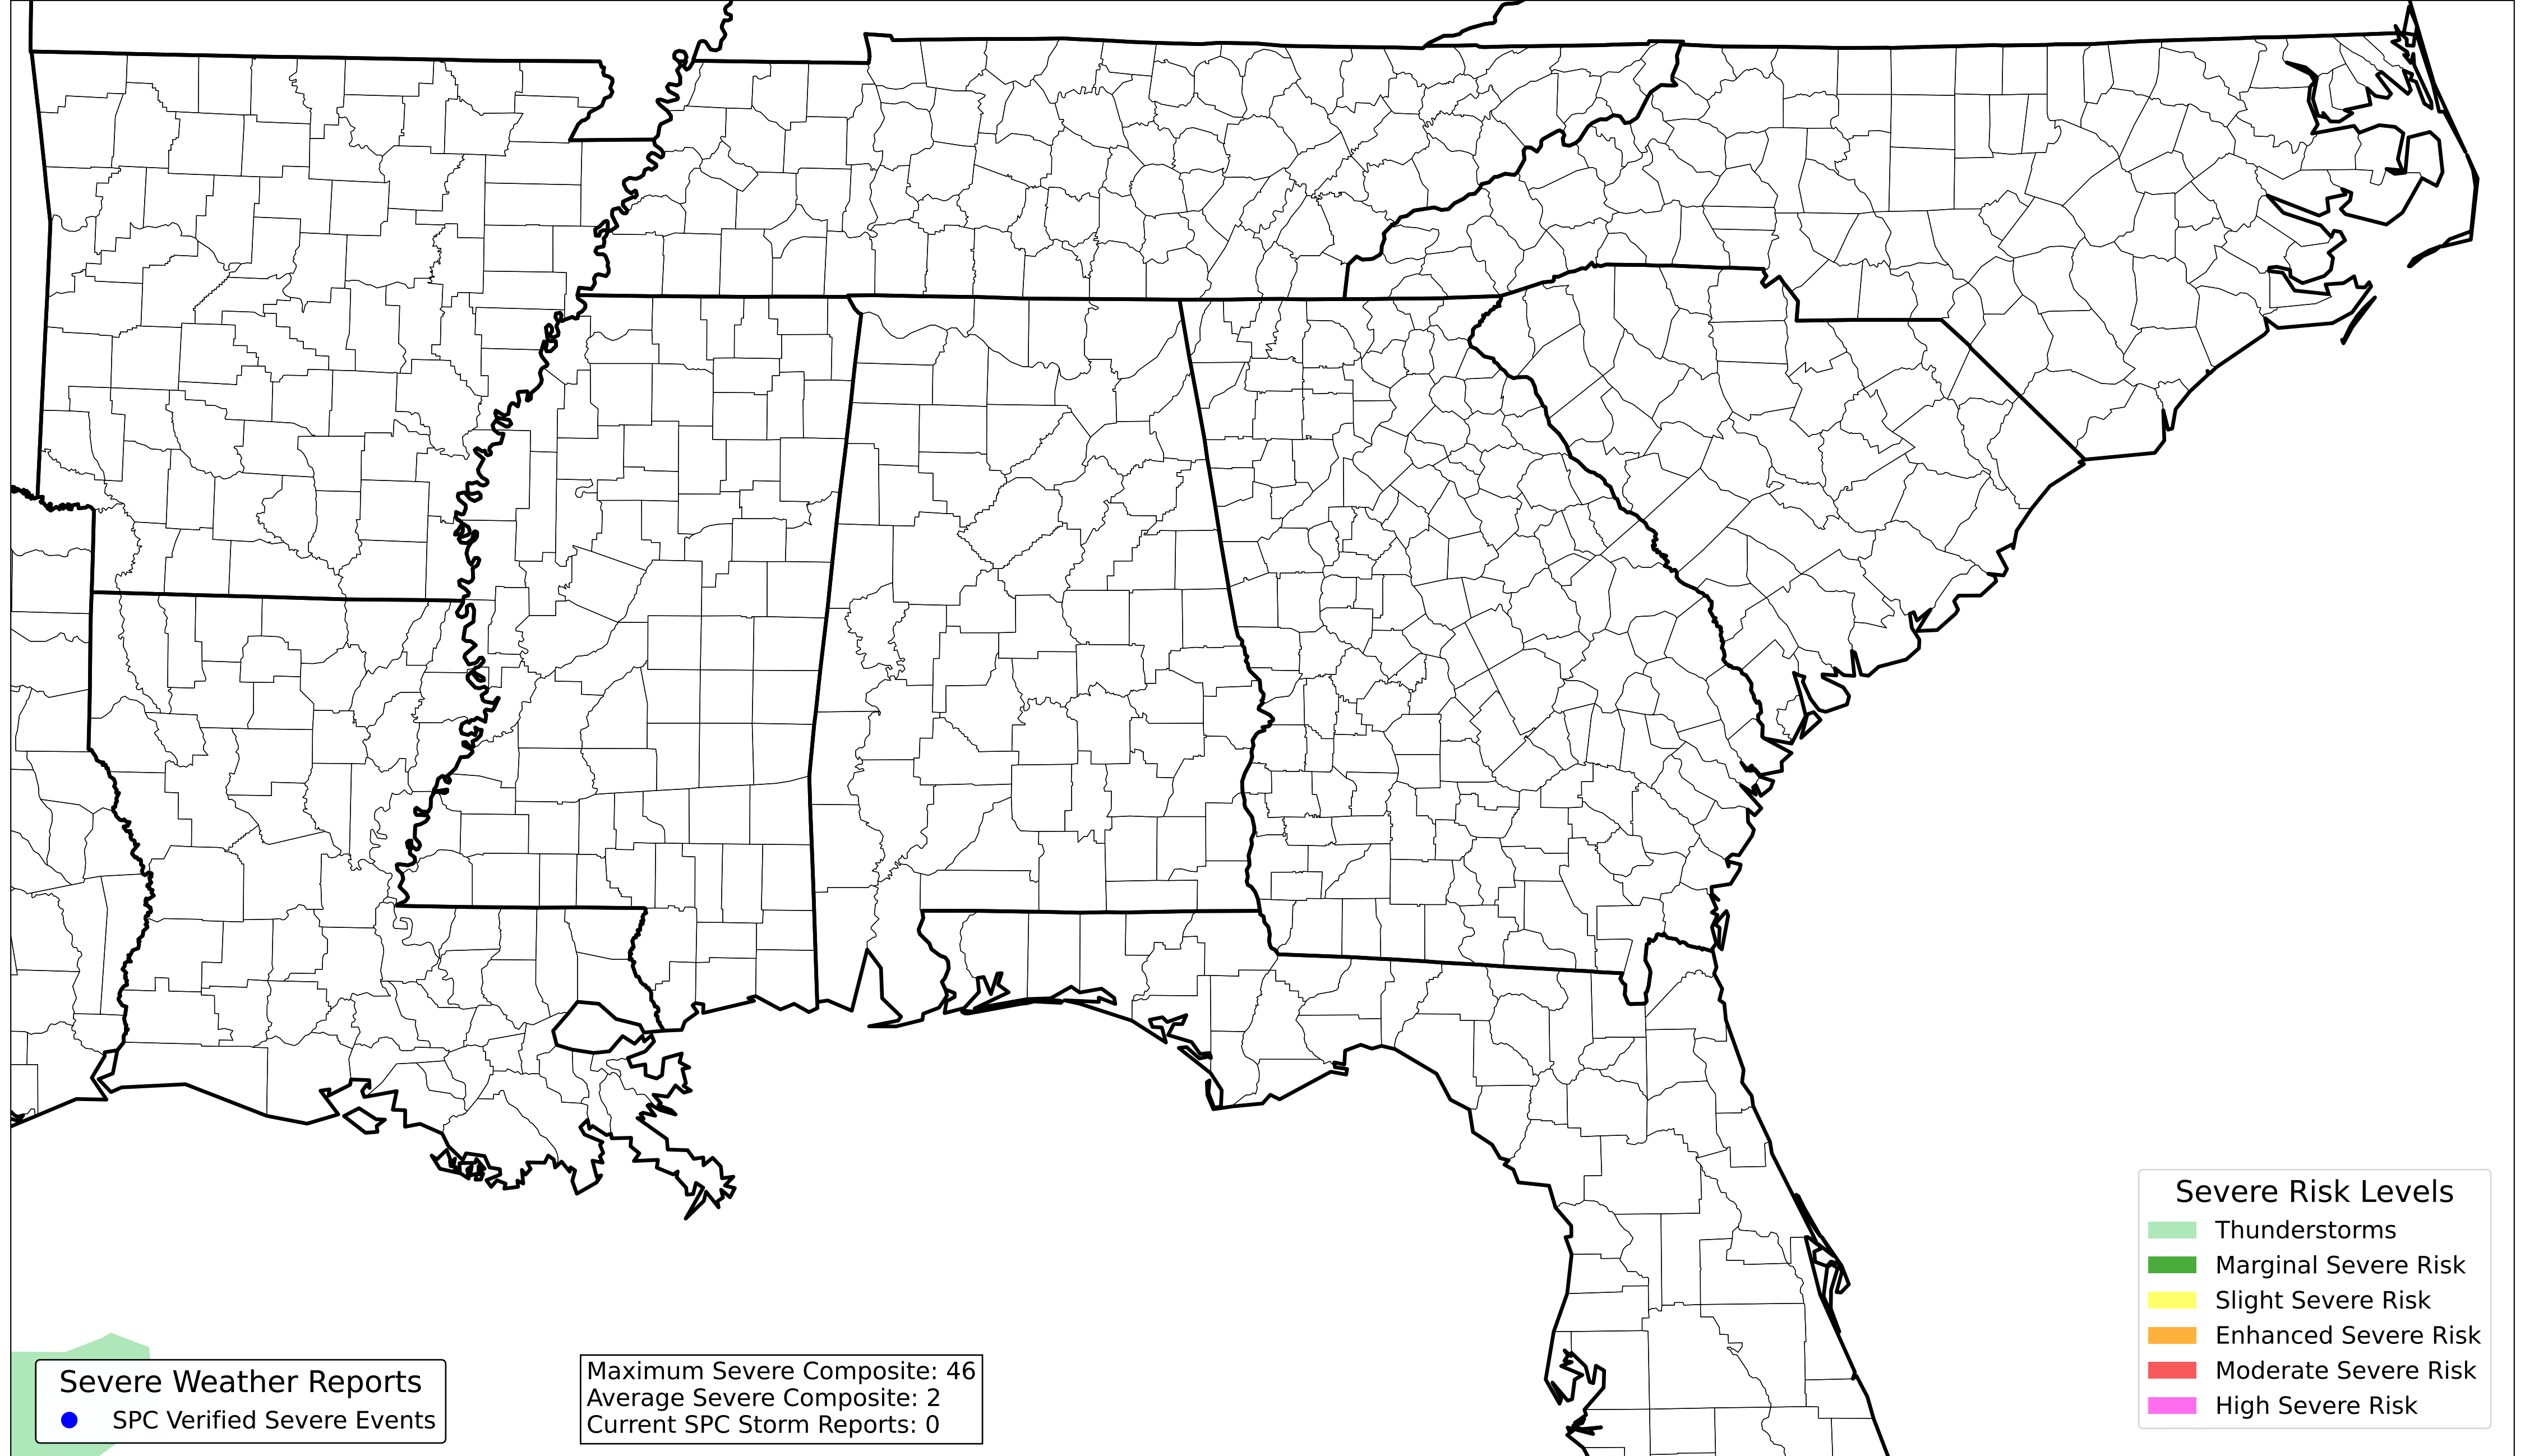 Severe Weather Reports
SPC Verified Severe Events
Maximum Severe Composite: 46
Average Severe Composite: 2
Current SPC Storm Reports: 0
Severe Risk Levels
Thunderstorms
Marginal Severe Risk
Slight Severe Risk
Enhanced Severe Risk
Moderate Severe Risk
High Severe Risk